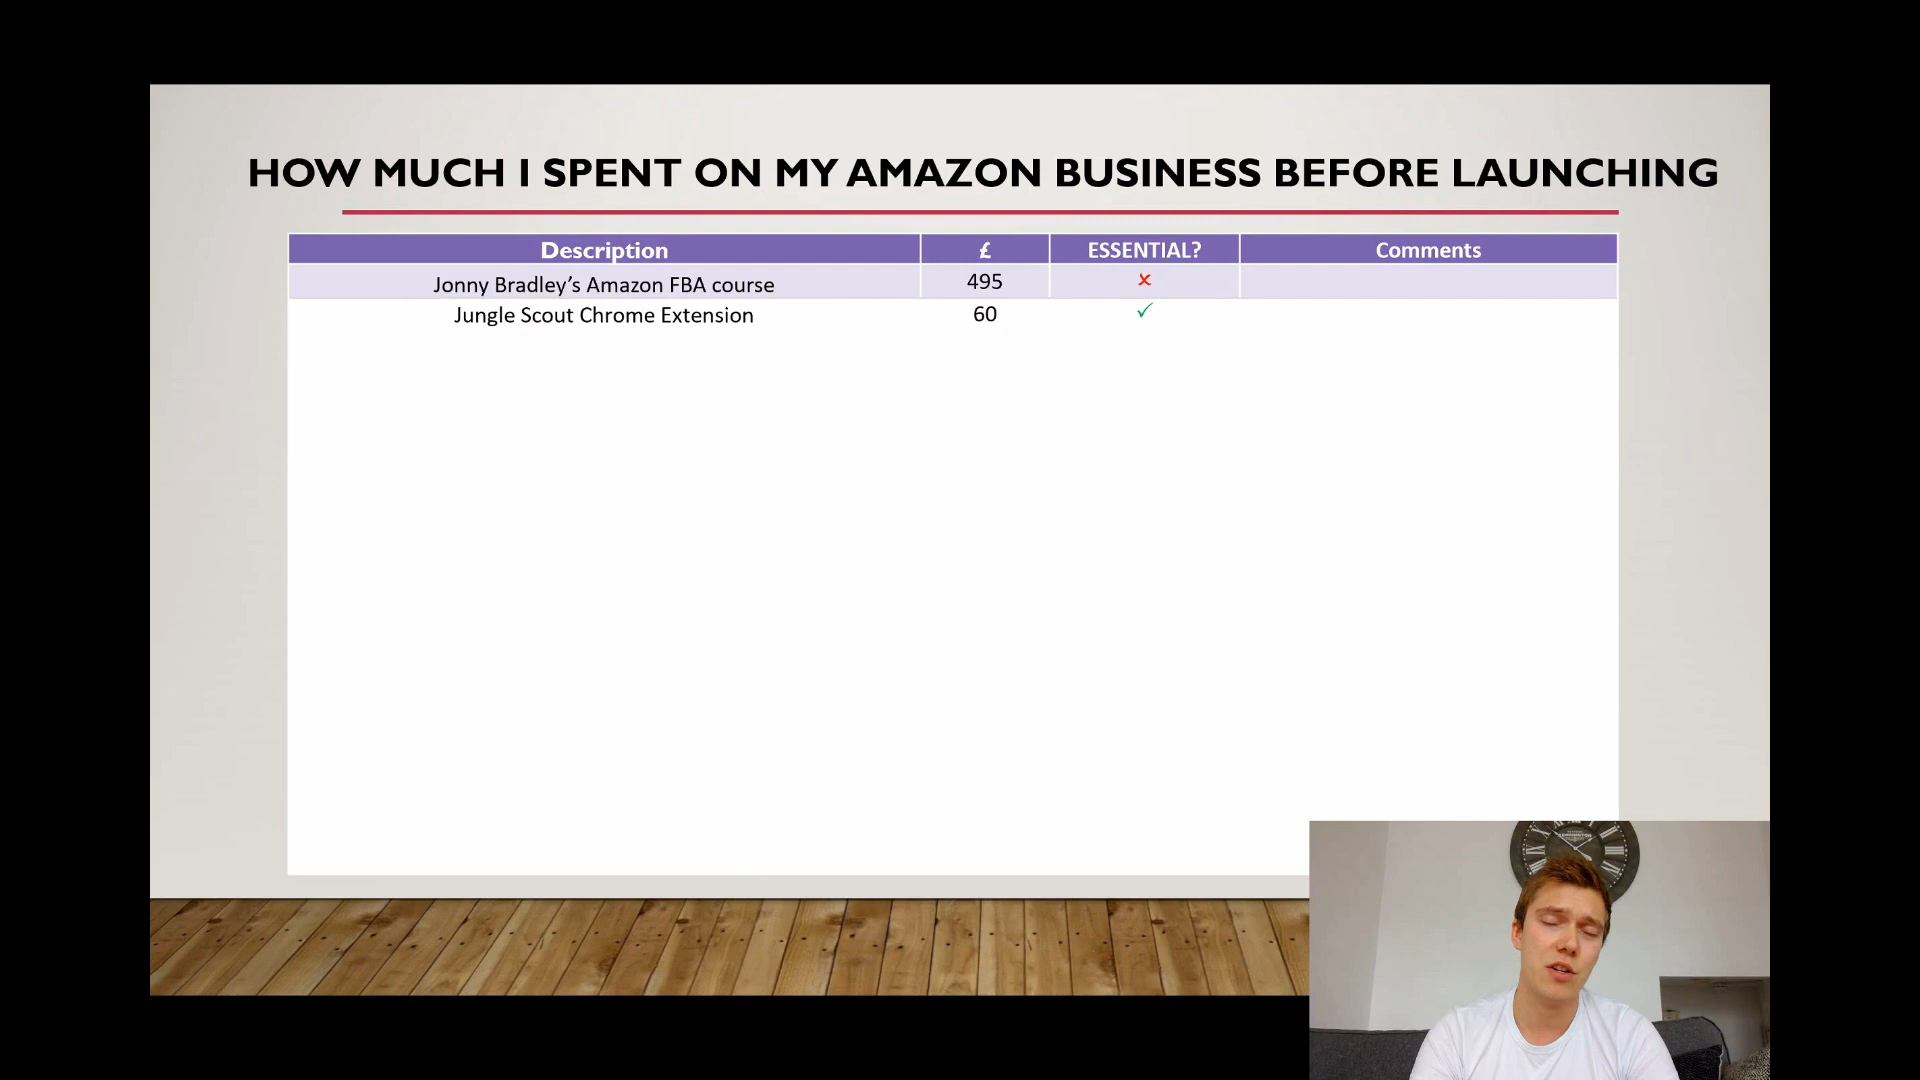 HOW MUCH I SPENT ON MY AMAZON BUSINESS BEFORE LAUNCHING
Description £ ESSENTIAL? Comments
Jonny Bradley’s Amazon FBA course 495 ✗
Jungle Scout Chrome Extension 60 ✓